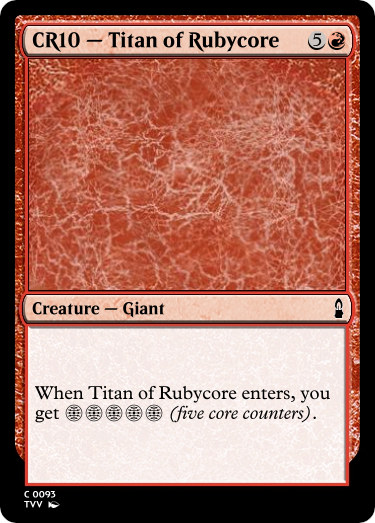 CR10 — Titan of Rubycore 5
Creature — Giant
When Titan of Rubycore enters, you
get (five core counters).
C 0093
TVV